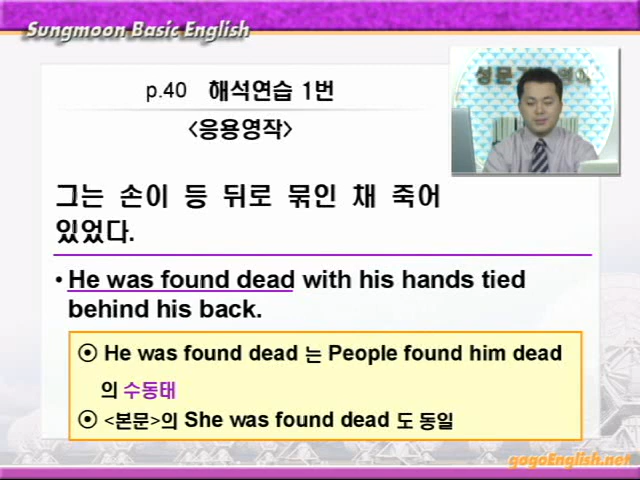 Sungmoon Basic English
p.40 해석연습 1번
<응용영작>
그는 손이 등 뒤로 묶인 채 죽어
있었다.
• He was found dead with his hands tied
behind his back.
⊙ He was found dead 는 People found him dead
의 수동태
⊙ <본문>의 She was found dead 도 동일
gogoEnglish.net